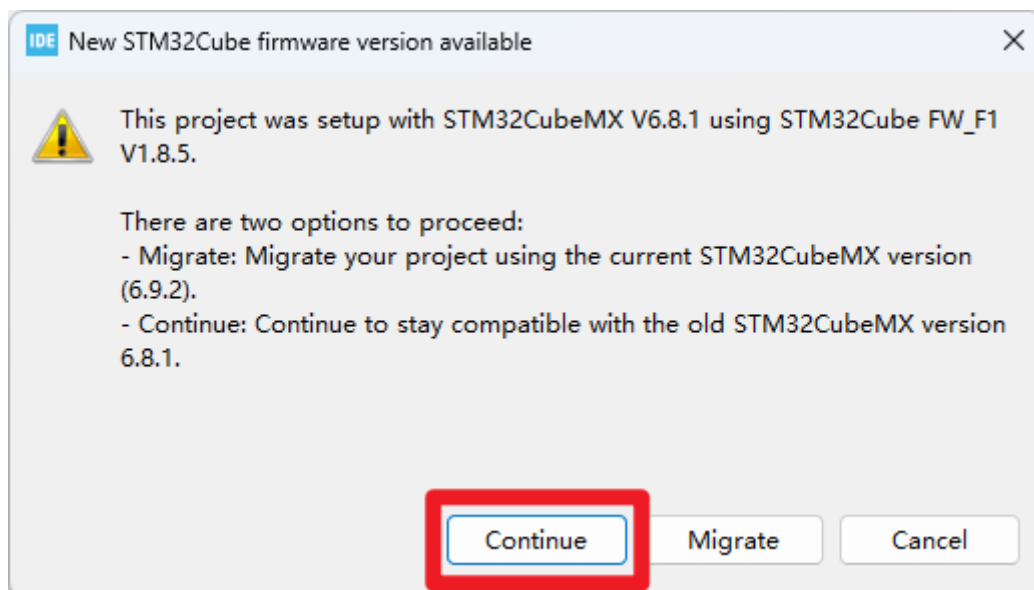 IDE New STM32Cube firmware version available
This project was setup with STM32CubeMX V6.8.1 using STM32Cube FW_F1
V1.8.5.
There are two options to proceed:
- Migrate: Migrate your project using the current STM32CubeMX version
(6.9.2).
- Continue: Continue to stay compatible with the old STM32CubeMX version
6.8.1.
Continue Migrate Cancel